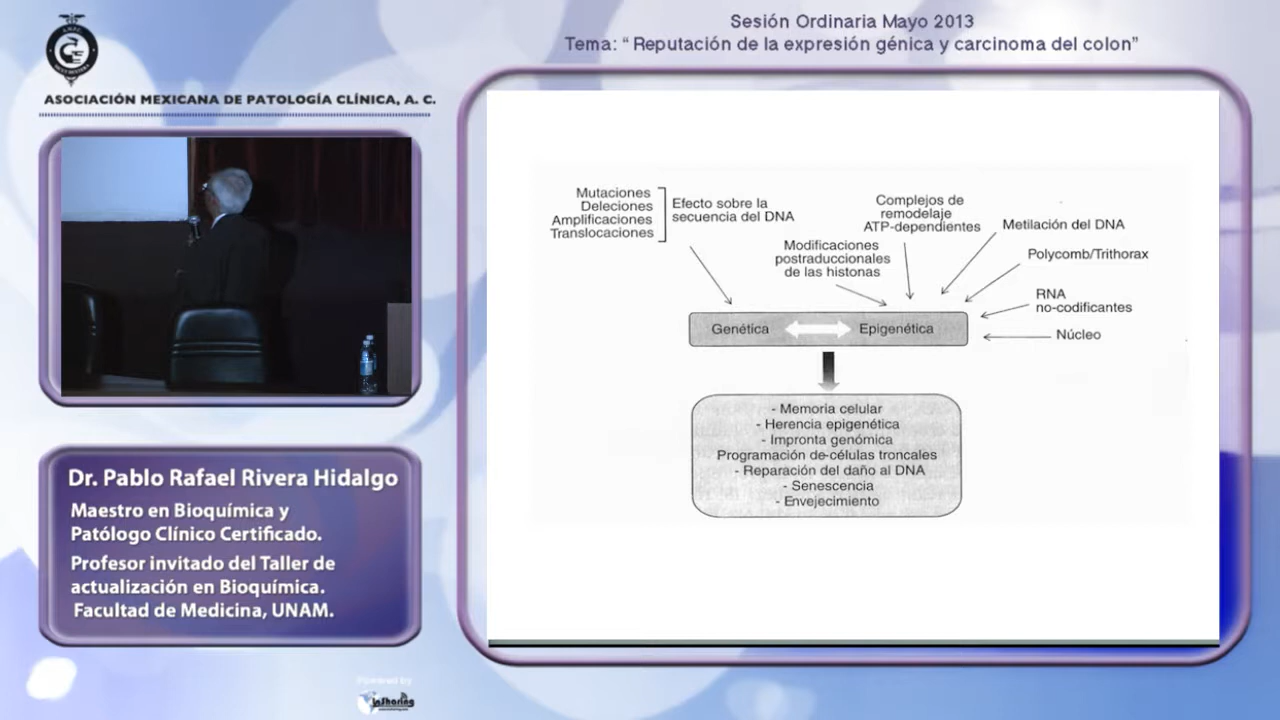 Sesión Ordinaria Mayo 2013
Tema: “ Reputación de la expresión génica y carcinoma del colon”
ASOCIACIÓN MEXICANA DE PATOLOGÍA CLÍNICA, A. C.
Mutaciones
Deleciones
Amplificaciones
Translocaciones
Efecto sobre la
secuencia del DNA
Modificaciones
postraduccionales
de las histonas
Complejos de
remodelaje
ATP-dependientes
Metilación del DNA
Polycomb/Trithorax
RNA
no-codificantes
Núcleo
Genética
Epigenética
- Memoria celular
- Herencia epigenética
- Impronta genómica
Programación de-células troncales
- Reparación del daño al DNA
- Senescencia
- Envejecimiento
Dr. Pablo Rafael Rivera Hidalgo
Maestro en Bioquímica y
Patólogo Clínico Certificado.
Profesor invitado del Taller de
actualización en Bioquímica.
Facultad de Medicina, UNAM.
Powered by
InSharing